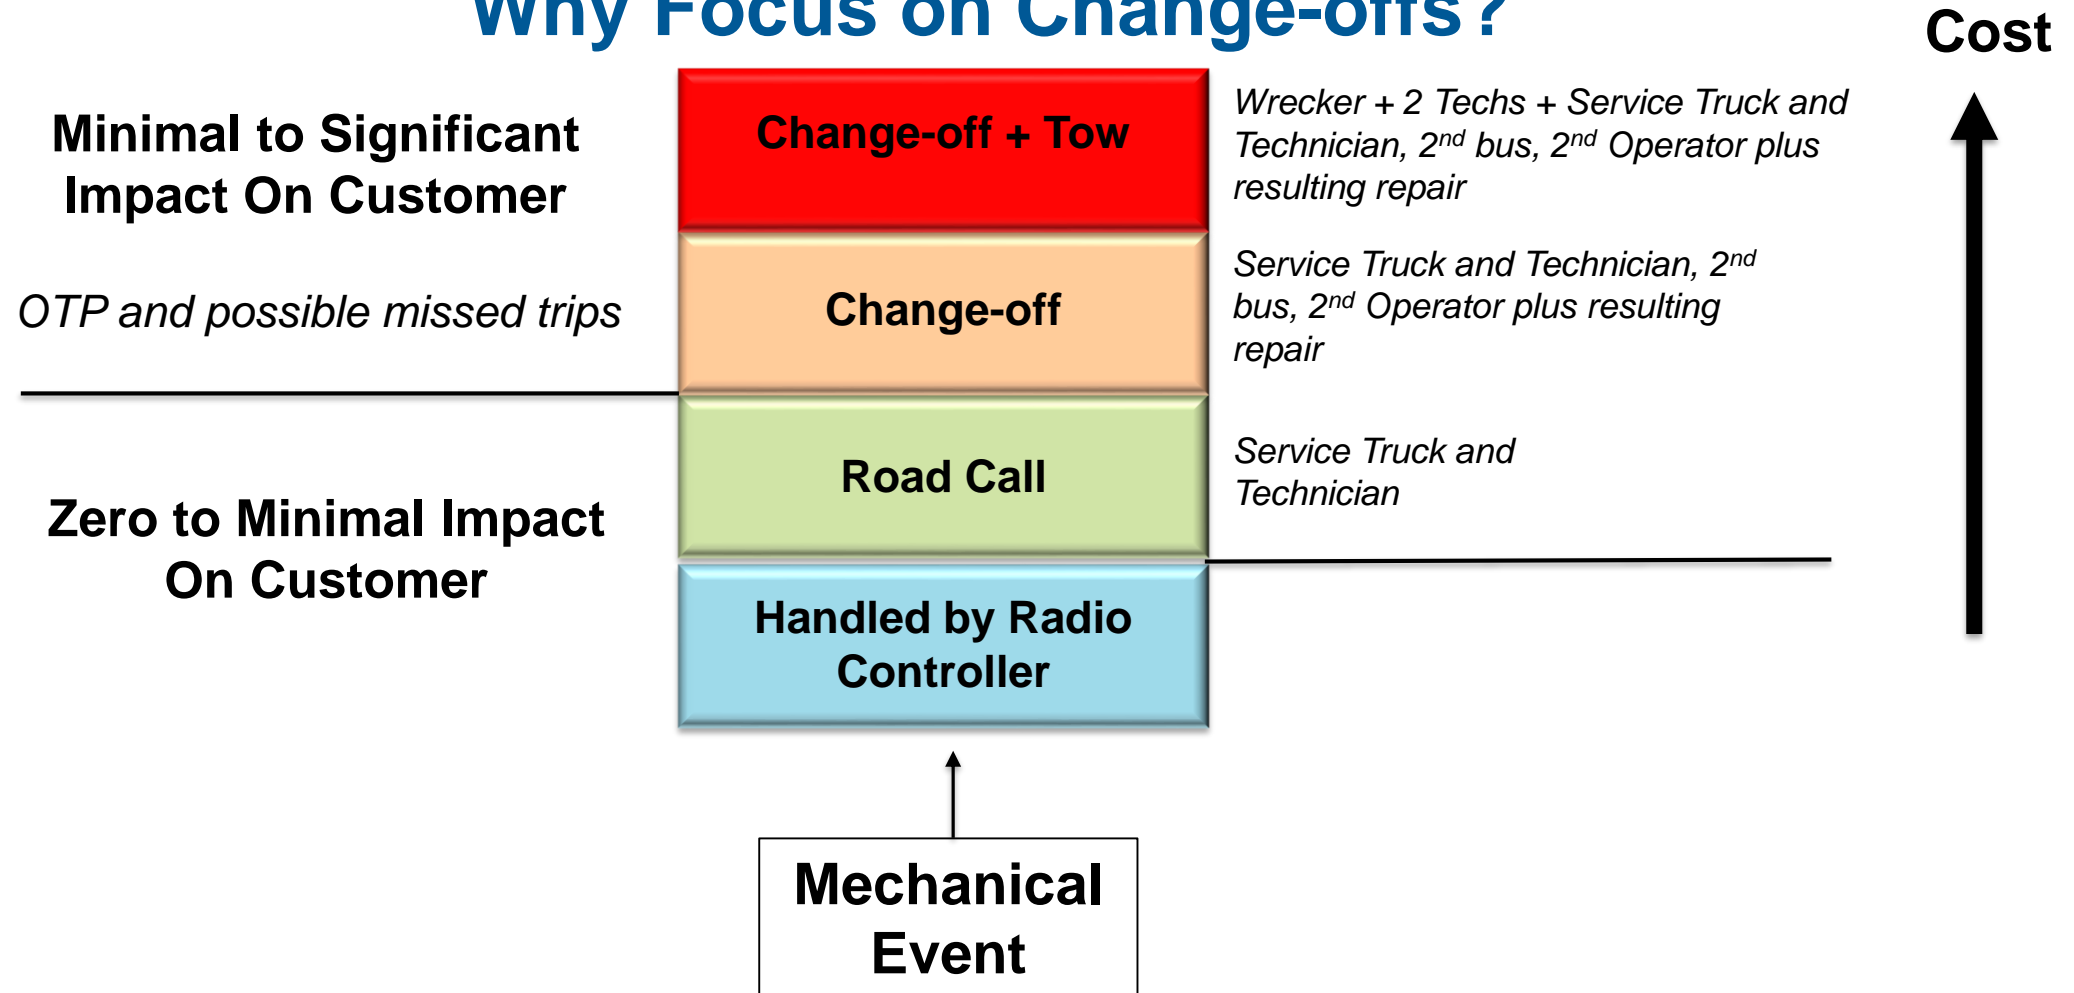 Why Focus on Change-offs?
Cost
Minimal to Significant
Impact On Customer
OTP and possible missed trips
Zero to Minimal Impact
On Customer
Change-off + Tow
Change-off
Road Call
Handled by Radio
Controller
Wrecker + 2 Techs + Service Truck and
Technician, 2nd bus, 2nd Operator plus
resulting repair
Service Truck and Technician, 2nd
bus, 2nd Operator plus resulting
repair
Service Truck and
Technician
Mechanical
Event